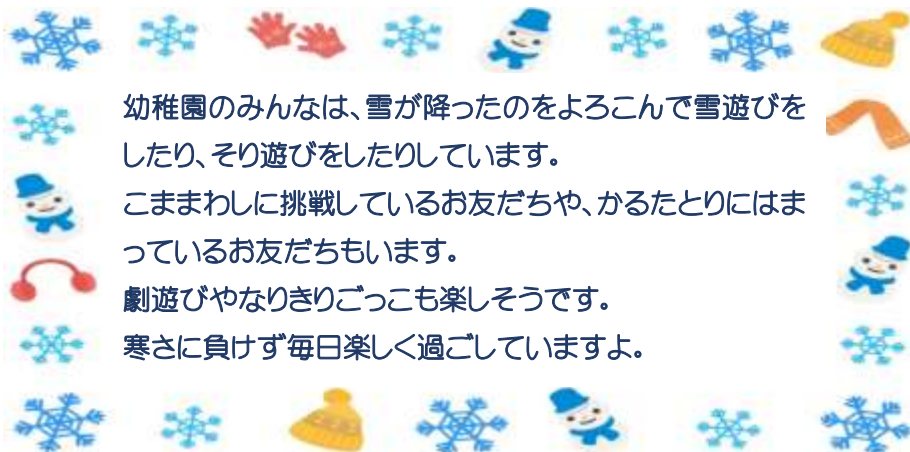 幼稚園のみんなは、雪が降ったのをよろこんで雪遊びを
したり、そり遊びをしたりしています。
こままわしに挑戦しているお友だちや、かるたとりにはま
っているお友だちもいます。
劇遊びやなりきりごっこも楽しそうです。
寒さに負けず毎日楽しく過ごしていますよ。